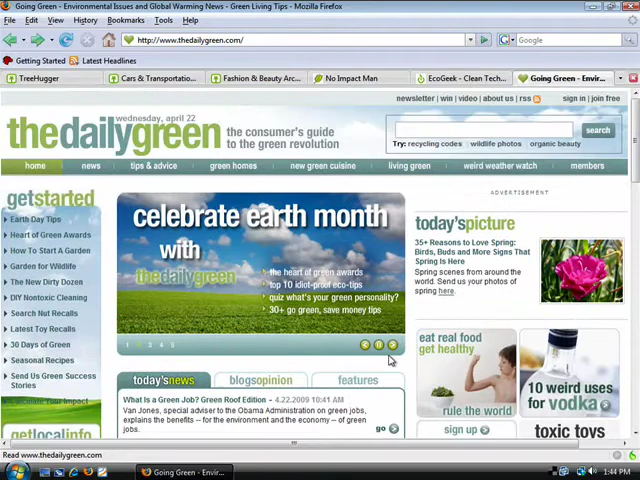 Going Green - Environmental Issues and Global Warming News - Green Living Tips - Mozilla Firefox
File Edit View History Bookmarks Tools Help
http://www.thedailygreen.com/
Google
Getting Started Latest Headlines
TreeHugger
Cars & Transportatio...
Fashion & Beauty Arc...
No Impact Man
EcoGeek - Clean Tech...
Going Green - Envir...
newsletter | win | video | about us | rss
sign in | join free
wednesday, april 22
thedailygreen
the consumer's guide
to the green revolution
search
Try: recycling codes wildlife photos organic beauty
home news tips & advice green homes new green cuisine living green weird weather watch members
getstarted
Earth Day Tips
Heart of Green Awards
How To Start A Garden
Garden for Wildlife
The New Dirty Dozen
DIY Nontoxic Cleaning
Search Nut Recalls
Latest Toy Recalls
30 Days of Green
Seasonal Recipes
Send Us Green Success
Stories
Calculate Your Impact
getlocalinfo
celebrate earth month
with
thedailygreen
the heart of green awards
top 10 idiot-proof eco-tips
quiz what's your green personality?
30+ go green, save money tips
1 2 3 4 5
today'snews
blogsopinion
features
What Is a Green Job? Green Roof Edition - 4.22.2009 10:41 AM
Van Jones, special adviser to the Obama Administration on green jobs,
explains the benefits -- for the environment and the economy -- of green
roofs.
go
ADVERTISEMENT
today'spicture
35+ Reasons to Love Spring:
Birds, Buds and More Signs That
Spring Is Here
Spring scenes from around the
world. Send us your photos of
spring here.
eat real food
get healthy
rule the world
sign up
10 weird uses
for vodka
toxic toys
Read www.thedailygreen.com
start
Going Green - Envir...
1:44 PM